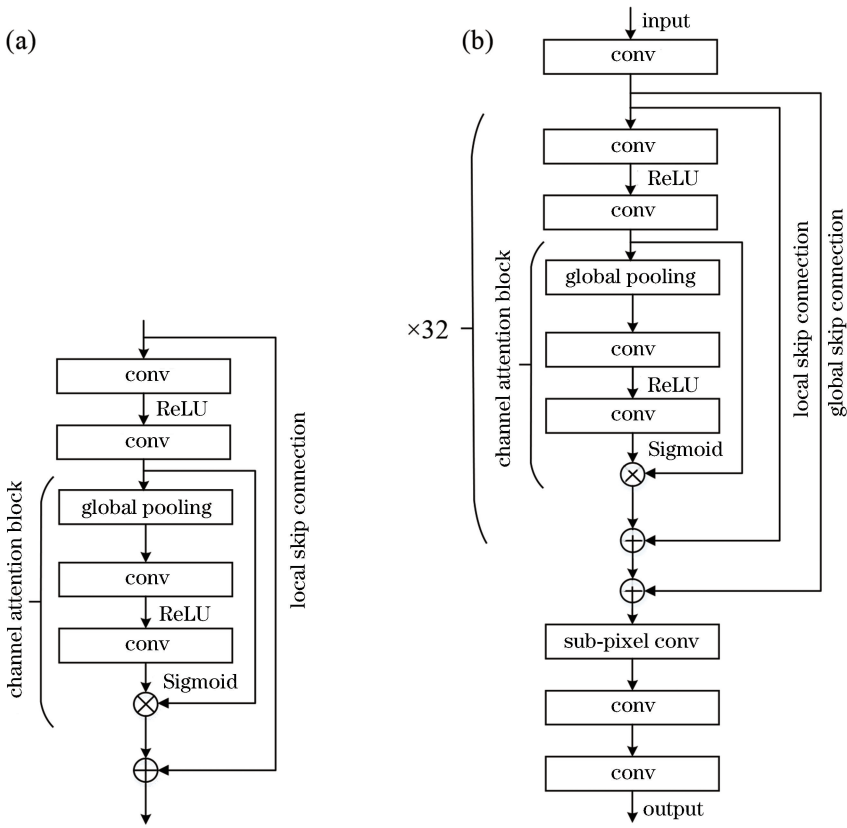 (a)
conv
ReLU
conv
global pooling
conv
ReLU
conv
Sigmoid
channel attention block
local skip connection
(b)
input
conv
conv
ReLU
conv
global pooling
conv
ReLU
conv
Sigmoid
×32
channel attention block
local skip connection
global skip connection
sub-pixel conv
conv
conv
output